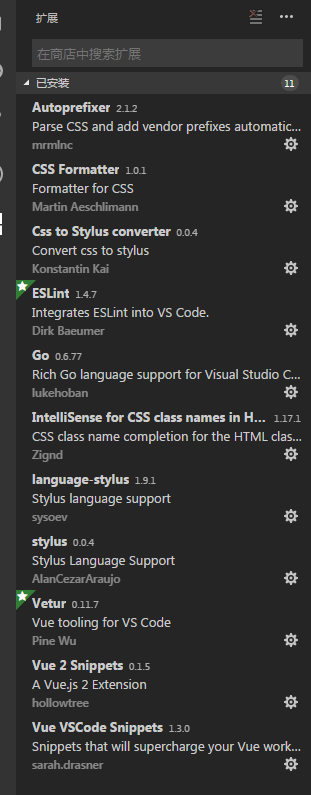 扩展
在商店中搜索扩展
已安装 11
Autoprefixer 2.1.2
Parse CSS and add vendor prefixes automatic...
mrmlnc
CSS Formatter 1.0.1
Formatter for CSS
Martin Aeschlimann
Css to Stylus converter 0.0.4
Convert css to stylus
Konstantin Kai
ESLint 1.4.7
Integrates ESLint into VS Code.
Dirk Baeumer
Go 0.6.77
Rich Go language support for Visual Studio C...
lukehoban
IntelliSense for CSS class names in H... 1.17.1
CSS class name completion for the HTML clas...
Zignd
language-stylus 1.9.1
Stylus language support
sysoev
stylus 0.0.4
Stylus Language Support
AlanCezarAraujo
Vetur 0.11.7
Vue tooling for VS Code
Pine Wu
Vue 2 Snippets 0.1.5
A Vue.js 2 Extension
hollowtree
Vue VSCode Snippets 1.3.0
Snippets that will supercharge your Vue work...
sarah.drasner